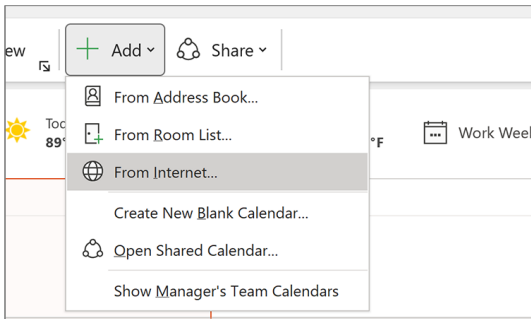 ew
Add
Share
From Address Book...
From Room List...
From Internet...
Create New Blank Calendar...
Open Shared Calendar...
Show Manager's Team Calendars
89°
°F
Work Week